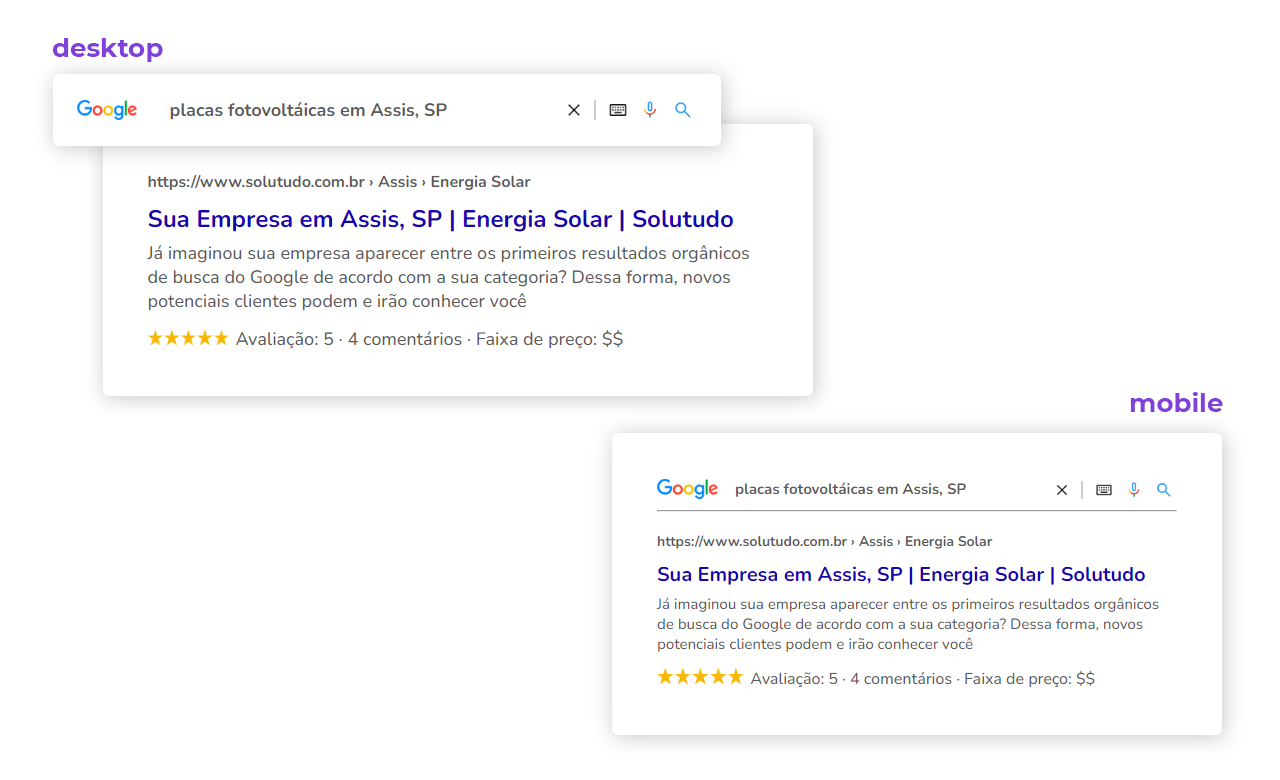 desktop
Google placas fotovoltáicas em Assis, SP
https://www.solutudo.com.br › Assis › Energia Solar
Sua Empresa em Assis, SP | Energia Solar | Solutudo
Já imaginou sua empresa aparecer entre os primeiros resultados orgânicos
de busca do Google de acordo com a sua categoria? Dessa forma, novos
potenciais clientes podem e irão conhecer você
★★★★★ Avaliação: 5 · 4 comentários · Faixa de preço: $$
mobile
Google placas fotovoltáicas em Assis, SP
https://www.solutudo.com.br › Assis › Energia Solar
Sua Empresa em Assis, SP | Energia Solar | Solutudo
Já imaginou sua empresa aparecer entre os primeiros resultados orgânicos
de busca do Google de acordo com a sua categoria? Dessa forma, novos
potenciais clientes podem e irão conhecer você
★★★★★ Avaliação: 5 · 4 comentários · Faixa de preço: $$